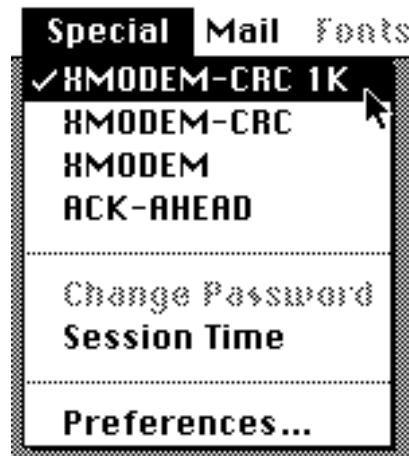 Special Mail Fonts
✓XMODEM-CRC 1K
XMODEM-CRC
XMODEM
ACK-AHEAD
Change Password
Session Time
Preferences...